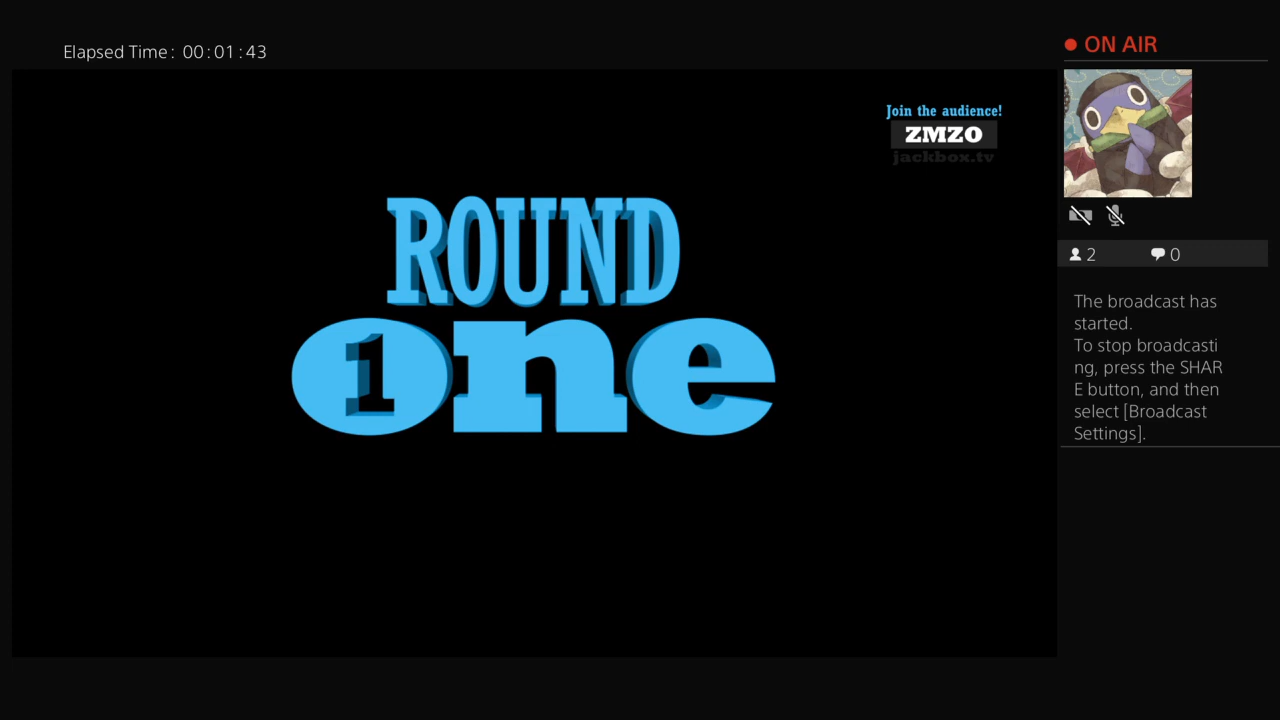 Elapsed Time: 00:01:43
ON AIR
Join the audience!
ZMZO
jackbox.tv
ROUND
One
1
2
0
The broadcast has
started.
To stop broadcasti
ng, press the SHAR
E button, and then
select [Broadcast
Settings].